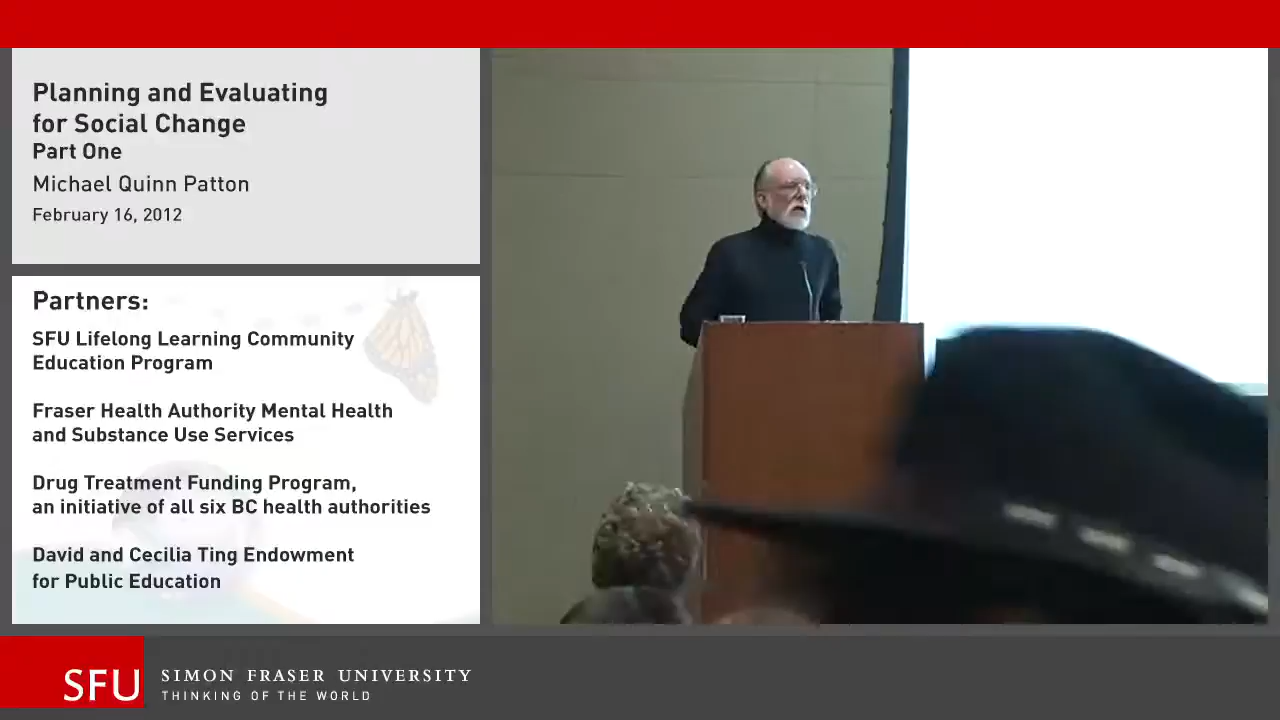 Planning and Evaluating
for Social Change
Part One
Michael Quinn Patton
February 16, 2012
Partners:
SFU Lifelong Learning Community
Education Program
Fraser Health Authority Mental Health
and Substance Use Services
Drug Treatment Funding Program,
an initiative of all six BC health authorities
David and Cecilia Ting Endowment
for Public Education
SFU
SIMON FRASER UNIVERSITY
THINKING OF THE WORLD